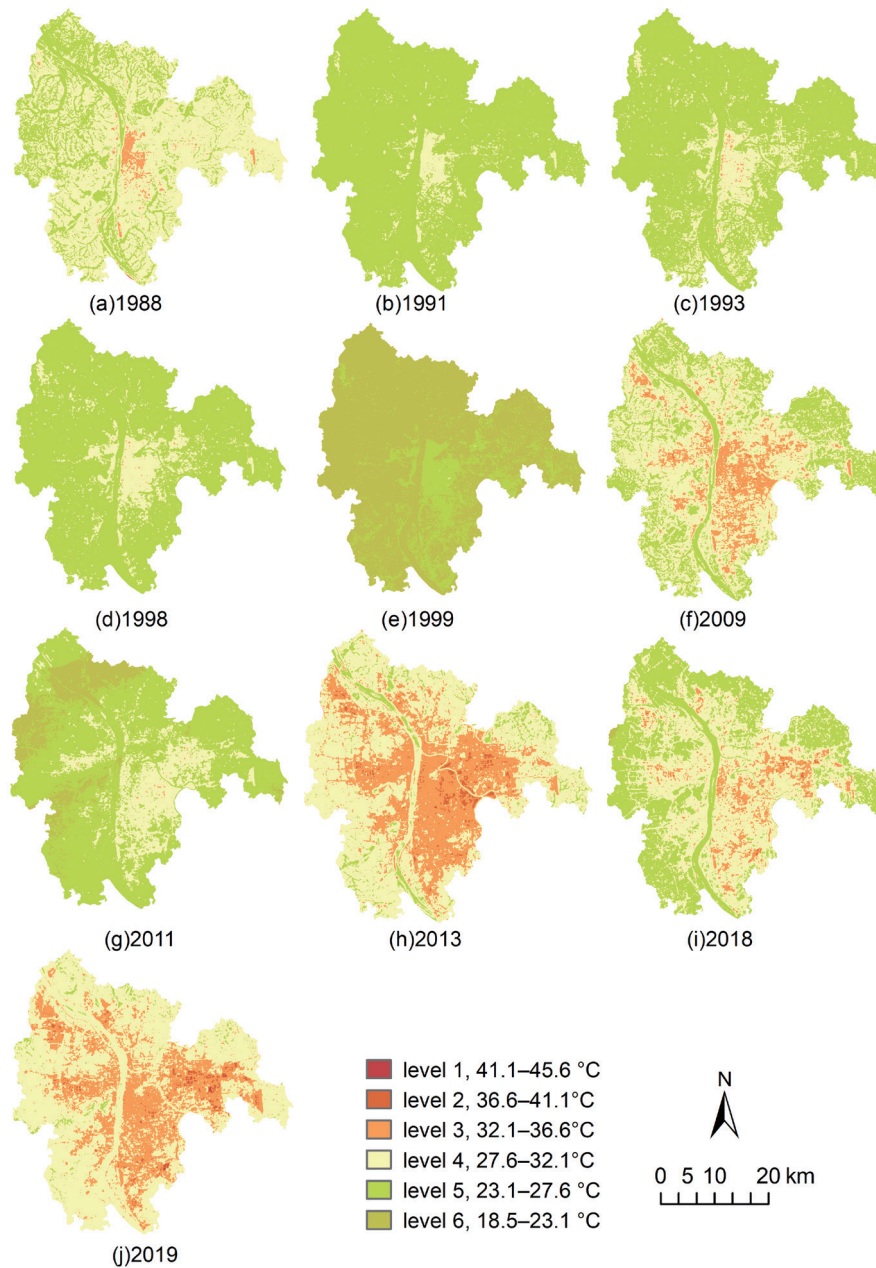 (a)1988
(b)1991
(c)1993
(d)1998
(e)1999
(f)2009
(g)2011
(h)2013
(i)2018
(j)2019
level 1, 41.1–45.6 °C
level 2, 36.6–41.1°C
level 3, 32.1–36.6°C
level 4, 27.6–32.1°C
level 5, 23.1–27.6 °C
level 6, 18.5–23.1 °C
N
0 5 10 20 km